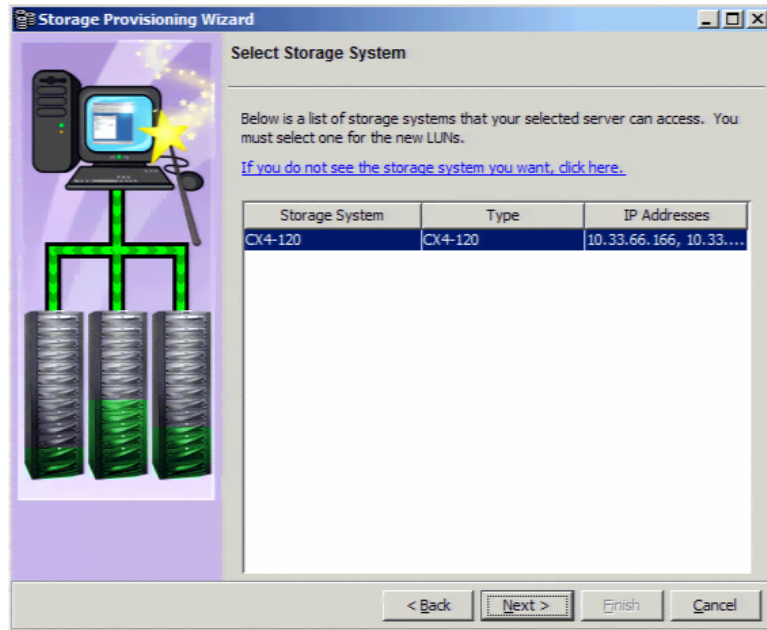 Storage Provisioning Wizard
Select Storage System
Below is a list of storage systems that your selected server can access. You
must select one for the new LUNs.
If you do not see the storage system you want, click here.
Storage System Type IP Addresses
CX4-120 CX4-120 10.33.66.166, 10.33....
< Back Next > Finish Cancel